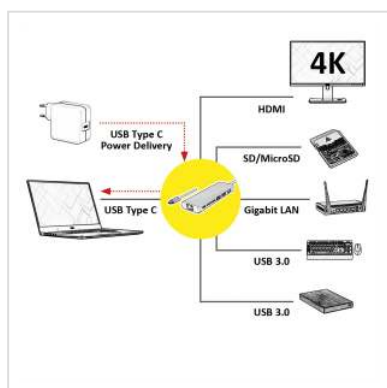 4K
HDMI
USB Type C
Power Delivery
SD/MicroSD
USB Type C
Gigabit LAN
USB 3.0
USB 3.0